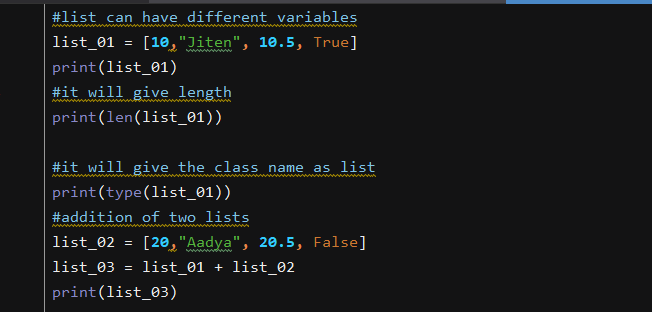 #list can have different variables
list_01 = [10,"Jiten", 10.5, True]
print(list_01)
#it will give length
print(len(list_01))
#it will give the class name as list
print(type(list_01))
#addition of two lists
list_02 = [20,"Aadya", 20.5, False]
list_03 = list_01 + list_02
print(list_03)